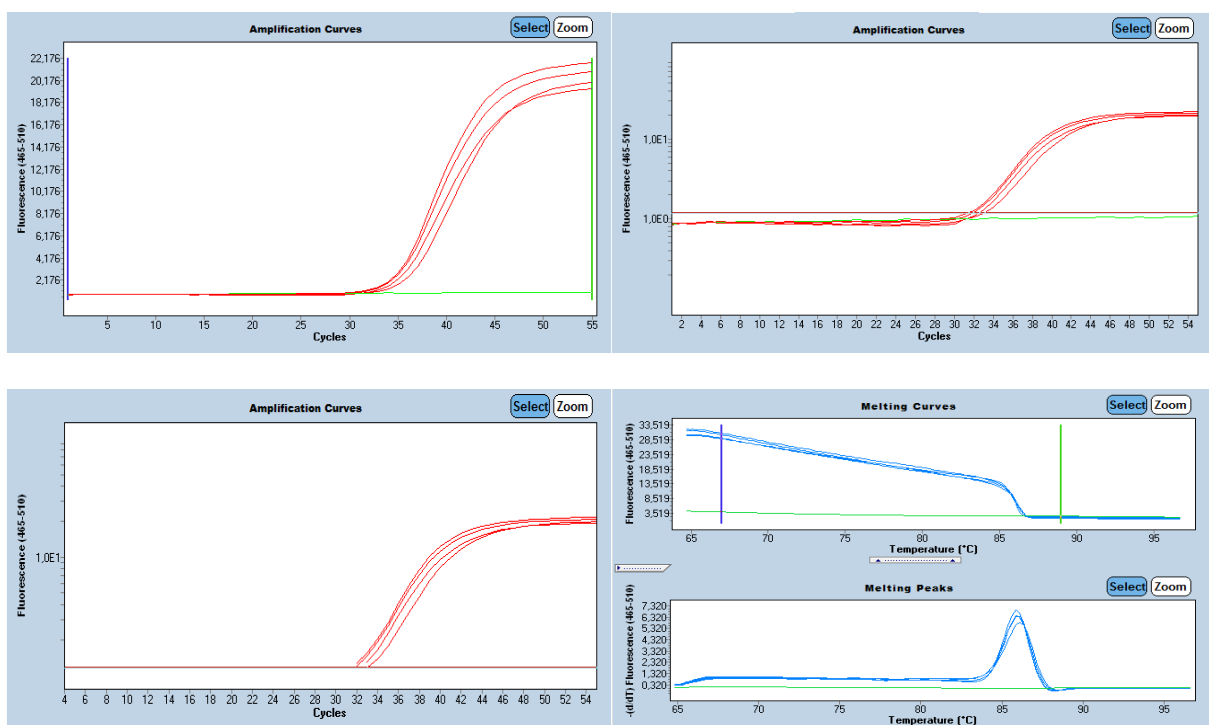 Amplification Curves
Select Zoom
22,176
20,176
18,176
16,176
14,176
12,176
10,176
8,176
6,176
4,176
2,176
Fluorescence (465-510)
5 10 15 20 25 30 35 40 45 50 55
Cycles
Amplification Curves
Select Zoom
1,0E1
1,0E0
Fluorescence (465-510)
2 4 6 8 10 12 14 16 18 20 22 24 26 28 30 32 34 36 38 40 42 44 46 48 50 52 54
Cycles
Amplification Curves
Select Zoom
1,0E1
Fluorescence (465-510)
4 6 8 10 12 14 16 18 20 22 24 26 28 30 32 34 36 38 40 42 44 46 48 50 52 54
Cycles
Melting Curves
Select Zoom
33,519
28,519
23,519
18,519
13,519
8,519
3,519
Fluorescence (465-510)
65 70 75 80 85 90 95
Temperature (°C)
Melting Peaks
Select Zoom
7,320
6,320
5,320
4,320
3,320
2,320
1,320
0,320
-(d/dT) Fluorescence (465-510)
65 70 75 80 85 90 95
Temperature (°C)